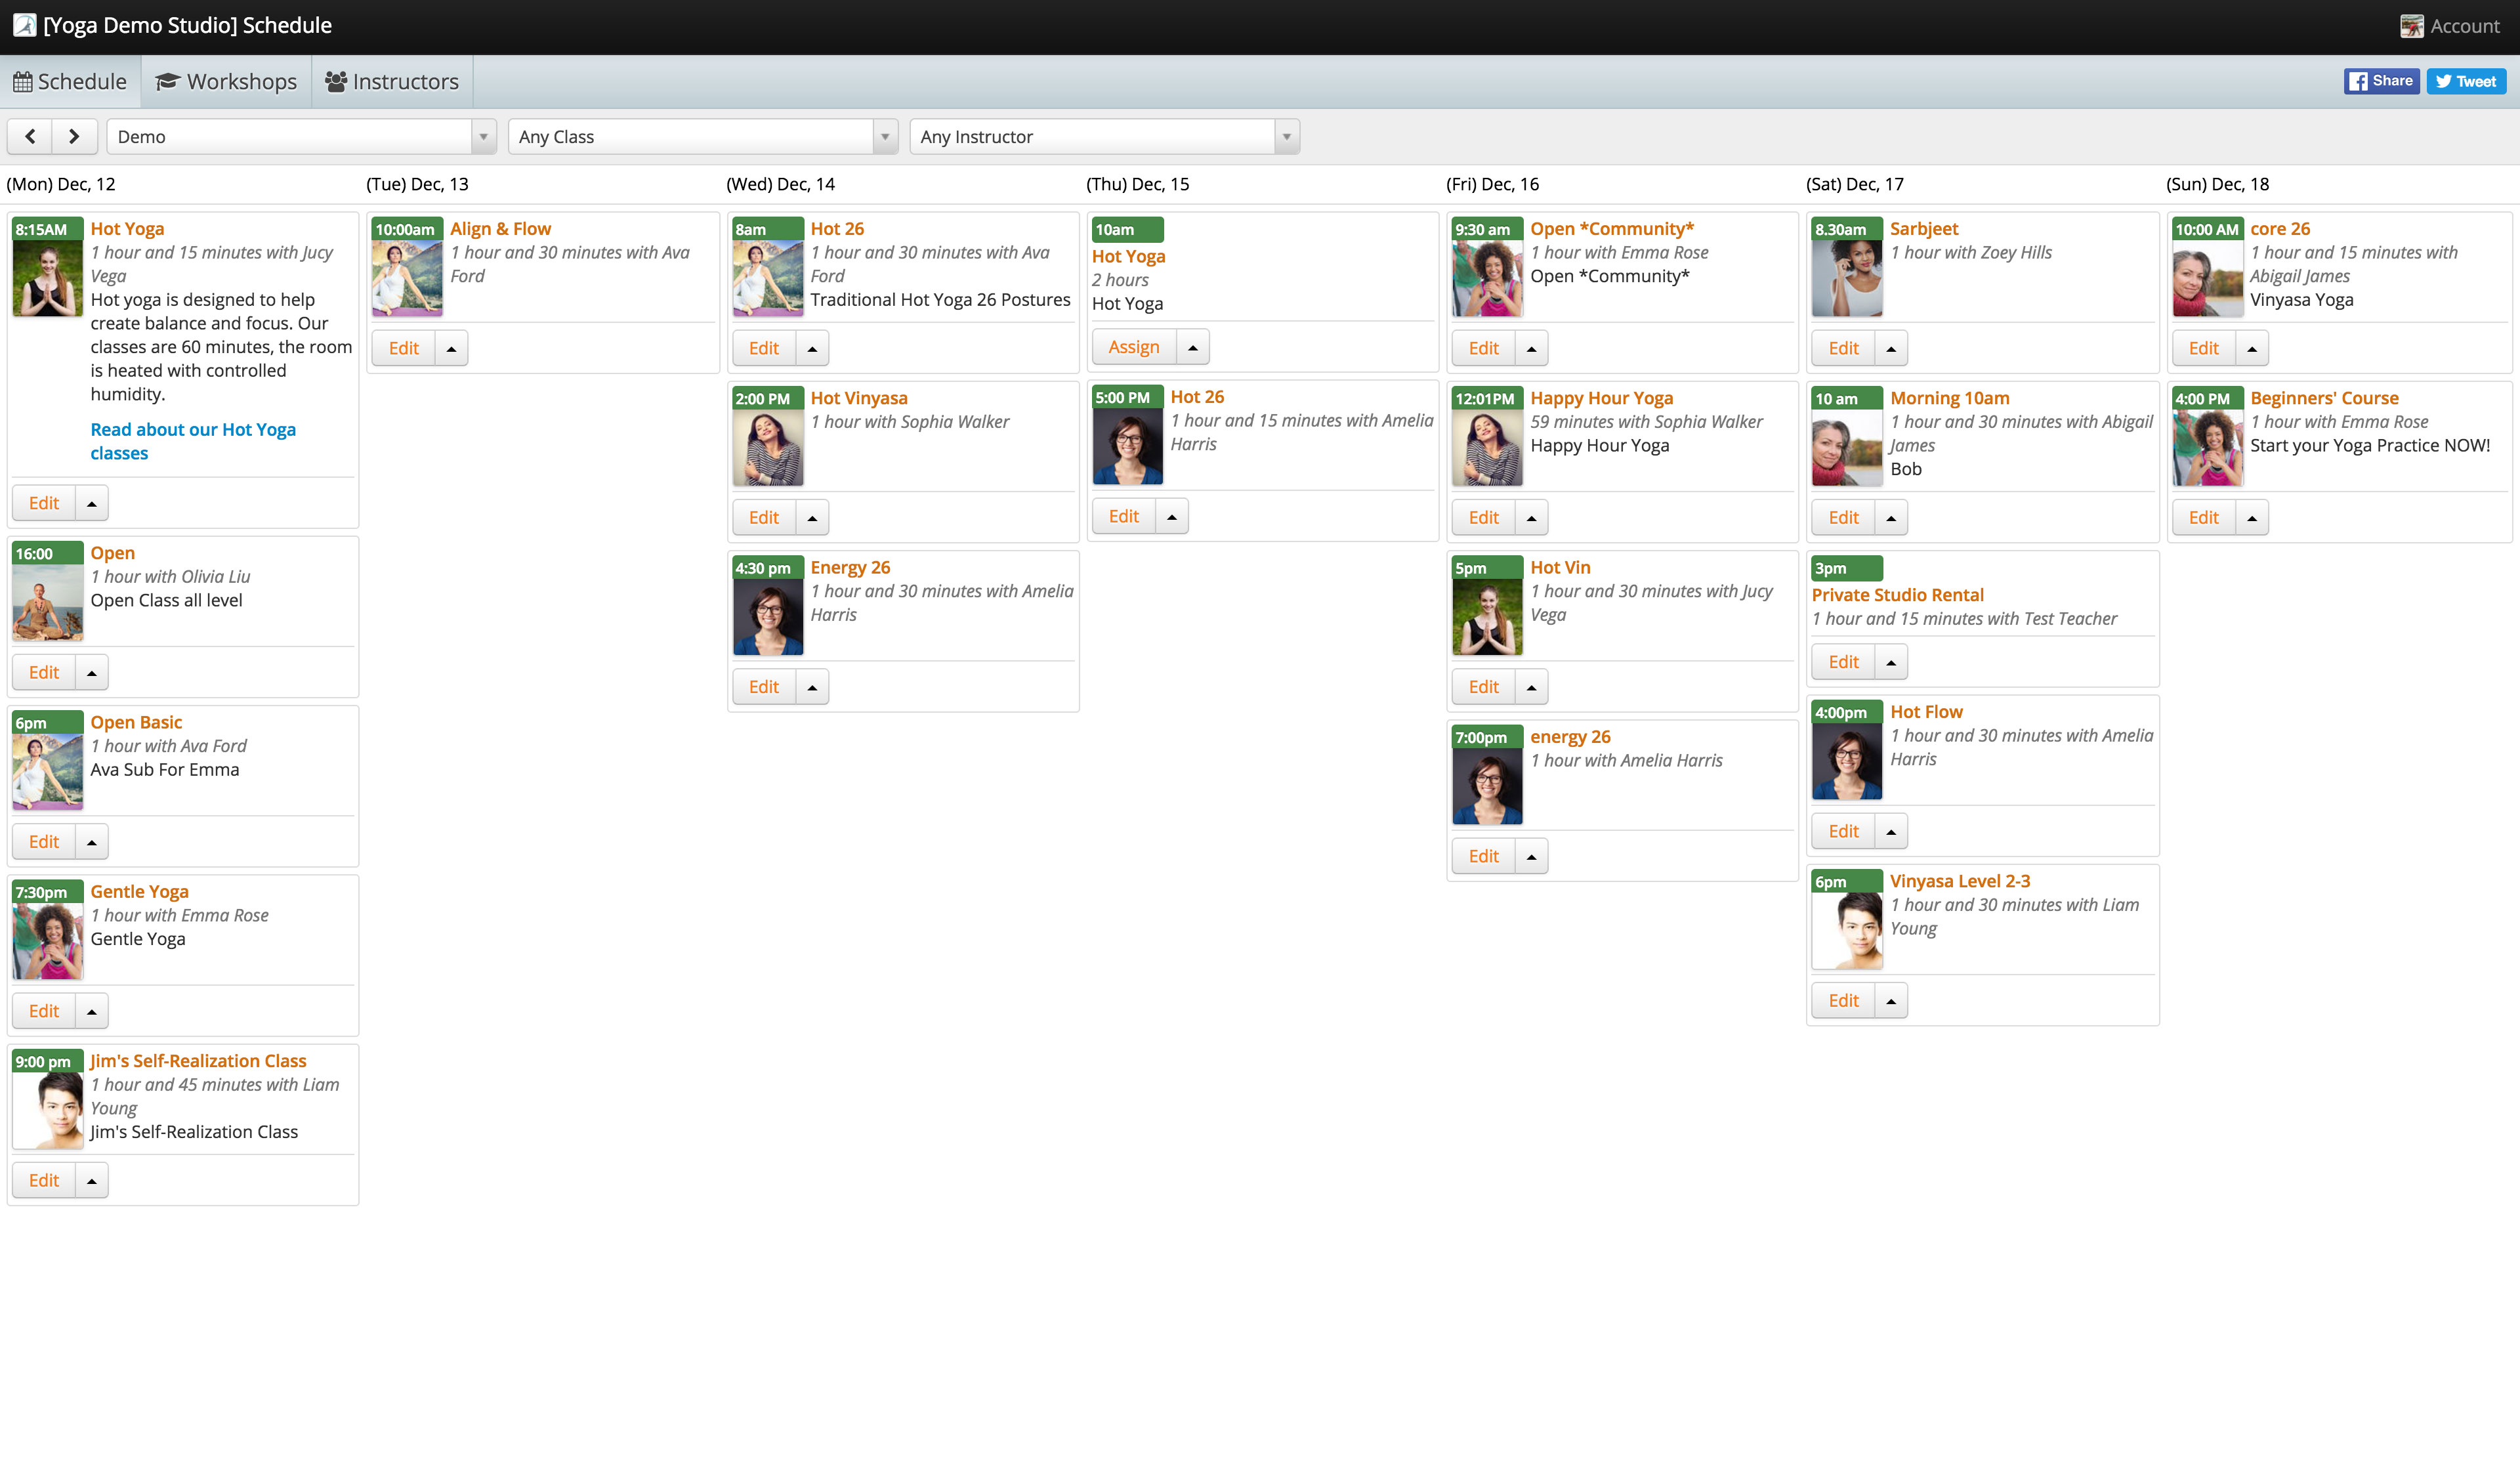 [Yoga Demo Studio] Schedule
Account
Schedule
Workshops
Instructors
Share
Tweet
Demo
Any Class
Any Instructor
(Mon) Dec, 12
8:15AM
Hot Yoga
1 hour and 15 minutes with Jucy
Vega
Hot yoga is designed to help
create balance and focus. Our
classes are 60 minutes, the room
is heated with controlled
humidity.
Read about our Hot Yoga
classes
Edit
16:00
Open
1 hour with Olivia Liu
Open Class all level
Edit
6pm
Open Basic
1 hour with Ava Ford
Ava Sub For Emma
Edit
7:30pm
Gentle Yoga
1 hour with Emma Rose
Gentle Yoga
Edit
9:00 pm
Jim's Self-Realization Class
1 hour and 45 minutes with Liam
Young
Jim's Self-Realization Class
Edit
(Tue) Dec, 13
10:00am
Align & Flow
1 hour and 30 minutes with Ava
Ford
Edit
(Wed) Dec, 14
8am
Hot 26
1 hour and 30 minutes with Ava
Ford
Traditional Hot Yoga 26 Postures
Edit
2:00 PM
Hot Vinyasa
1 hour with Sophia Walker
Edit
4:30 pm
Energy 26
1 hour and 30 minutes with Amelia
Harris
Edit
(Thu) Dec, 15
10am
Hot Yoga
2 hours
Hot Yoga
Assign
5:00 PM
Hot 26
1 hour and 15 minutes with Amelia
Harris
Edit
(Fri) Dec, 16
9:30 am
Open *Community*
1 hour with Emma Rose
Open *Community*
Edit
12:01PM
Happy Hour Yoga
59 minutes with Sophia Walker
Happy Hour Yoga
Edit
5pm
Hot Vin
1 hour and 30 minutes with Jucy
Vega
Edit
7:00pm
energy 26
1 hour with Amelia Harris
Edit
(Sat) Dec, 17
8.30am
Sarbjeet
1 hour with Zoey Hills
Edit
10 am
Morning 10am
1 hour and 30 minutes with Abigail
James
Bob
Edit
3pm
Private Studio Rental
1 hour and 15 minutes with Test Teacher
Edit
4:00pm
Hot Flow
1 hour and 30 minutes with Amelia
Harris
Edit
6pm
Vinyasa Level 2-3
1 hour and 30 minutes with Liam
Young
Edit
(Sun) Dec, 18
10:00 AM
core 26
1 hour and 15 minutes with
Abigail James
Vinyasa Yoga
Edit
4:00 PM
Beginners' Course
1 hour with Emma Rose
Start your Yoga Practice NOW!
Edit